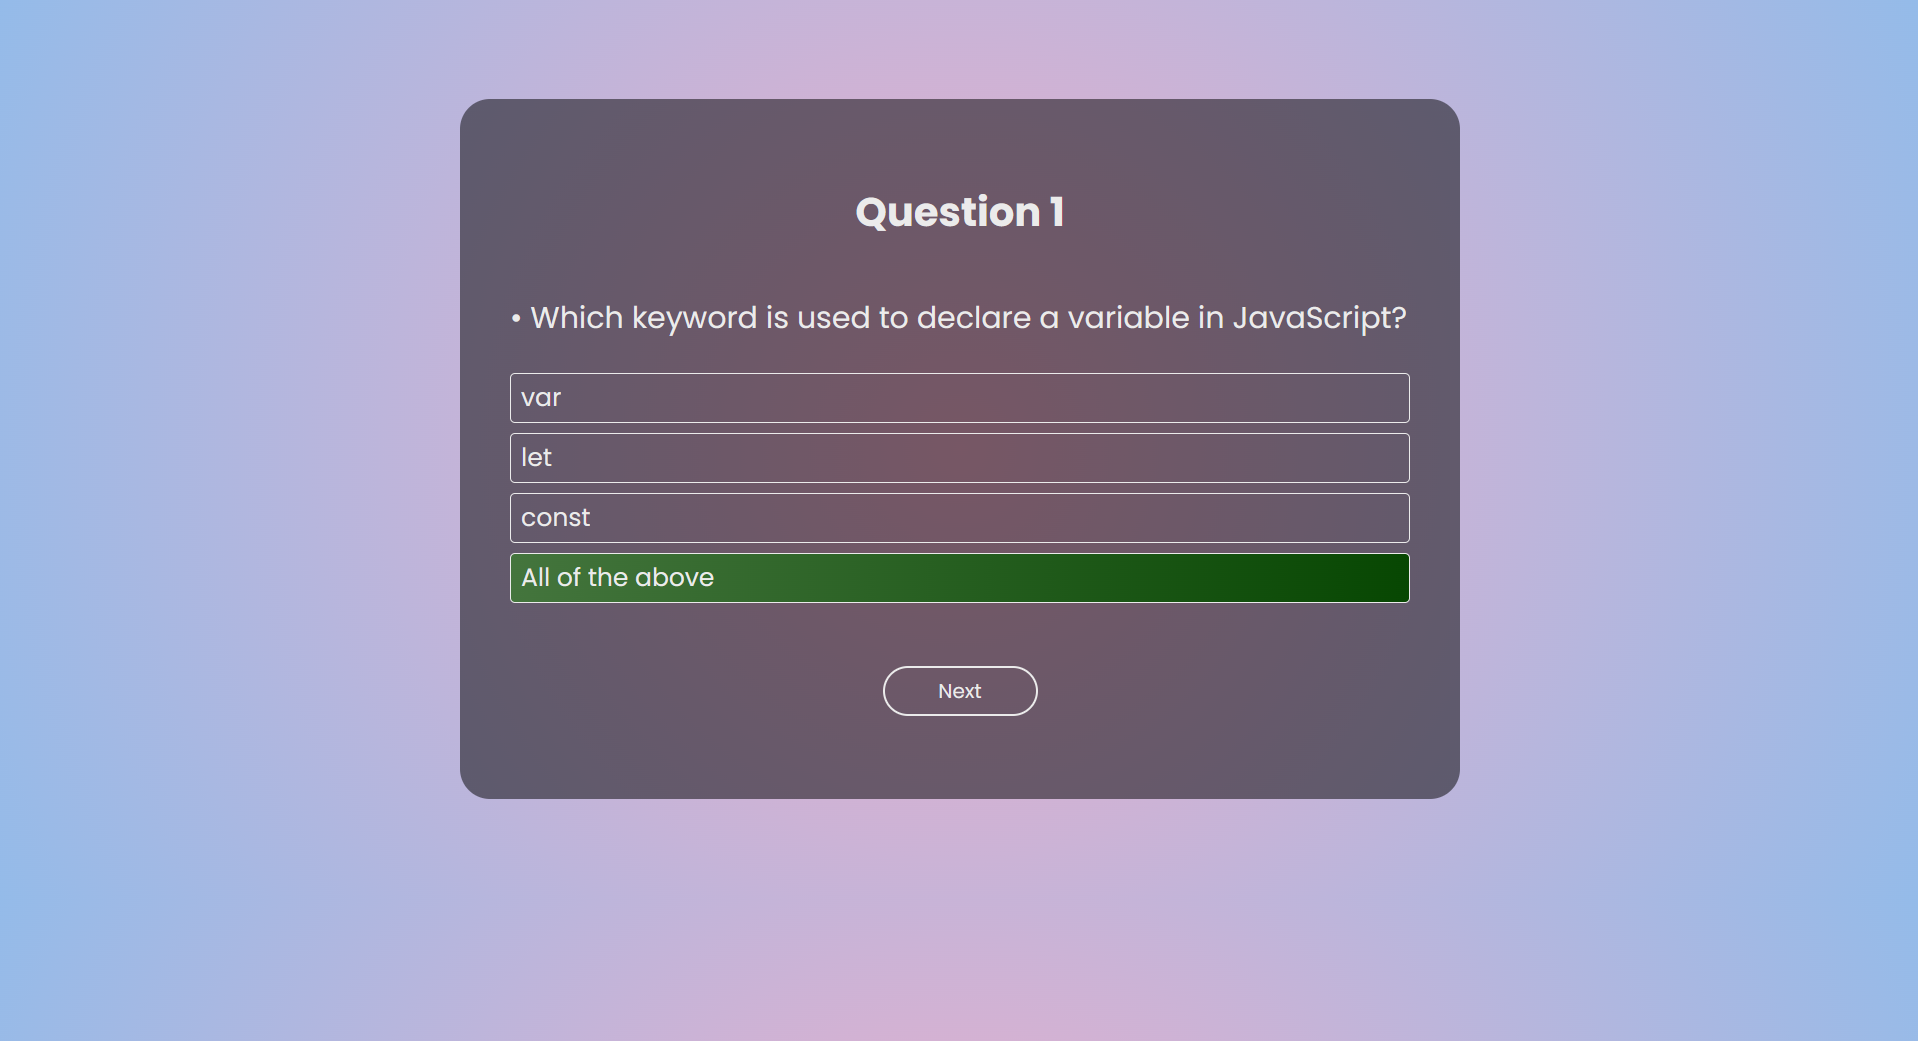 Question 1
• Which keyword is used to declare a variable in JavaScript?
var
let
const
All of the above
Next